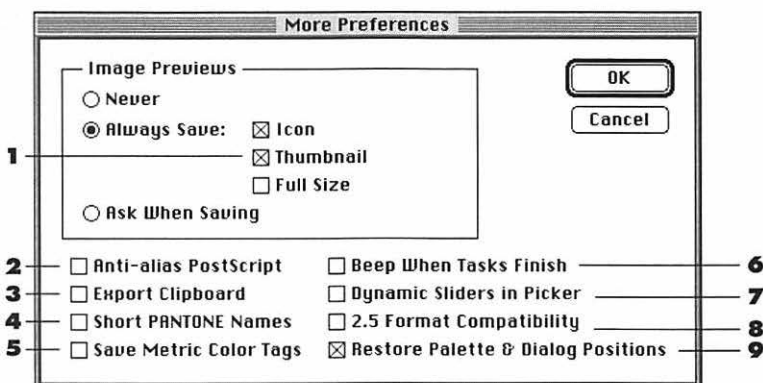 More Preferences
Image Previews
Never
Always Save: Icon
1 Thumbnail
Full Size
Ask When Saving
OK
Cancel
2 Anti-alias PostScript
3 Export Clipboard
4 Short PANTONE Names
5 Save Metric Color Tags
Beep When Tasks Finish 6
Dynamic Sliders in Picker 7
2.5 Format Compatibility 8
Restore Palette & Dialog Positions 9